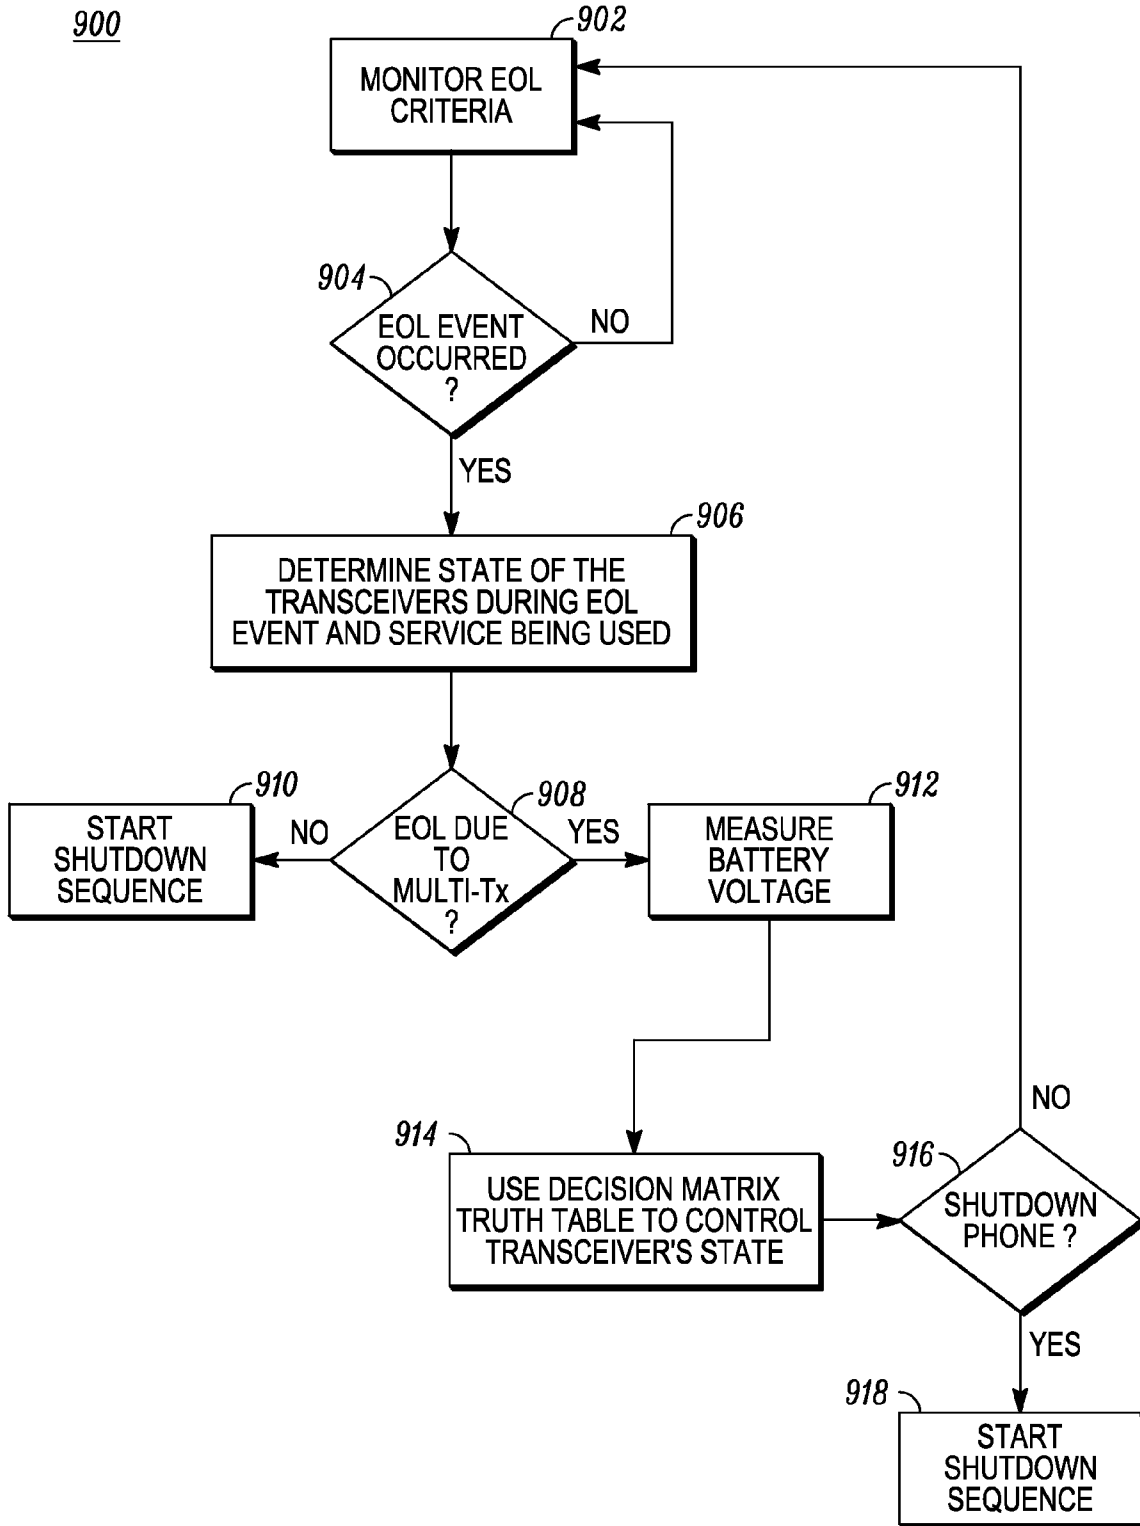 900
902
MONITOR EOL
CRITERIA
904
EOL EVENT
OCCURRED
?
NO
YES
906
DETERMINE STATE OF THE
TRANSCEIVERS DURING EOL
EVENT AND SERVICE BEING USED
910
START
SHUTDOWN
SEQUENCE
NO
908
EOL DUE
TO
MULTI-Tx
?
YES
912
MEASURE
BATTERY
VOLTAGE
914
USE DECISION MATRIX
TRUTH TABLE TO CONTROL
TRANSCEIVER'S STATE
NO
916
SHUTDOWN
PHONE ?
YES
918
START
SHUTDOWN
SEQUENCE